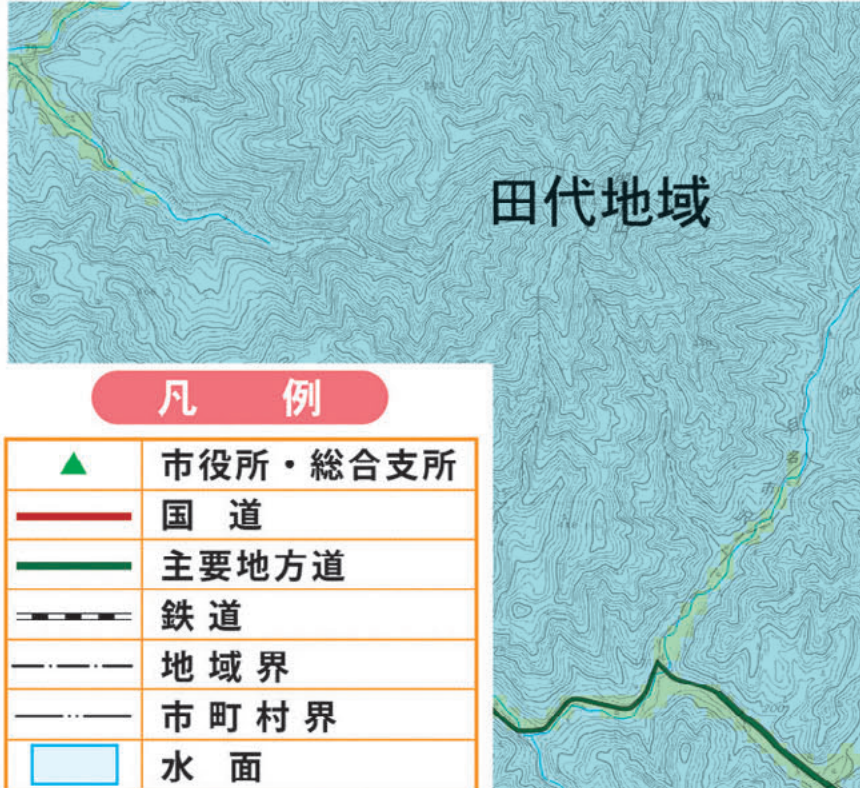 田代地域
凡　例
市役所・総合支所
国　道
主要地方道
鉄道
地域界
市町村界
水　面